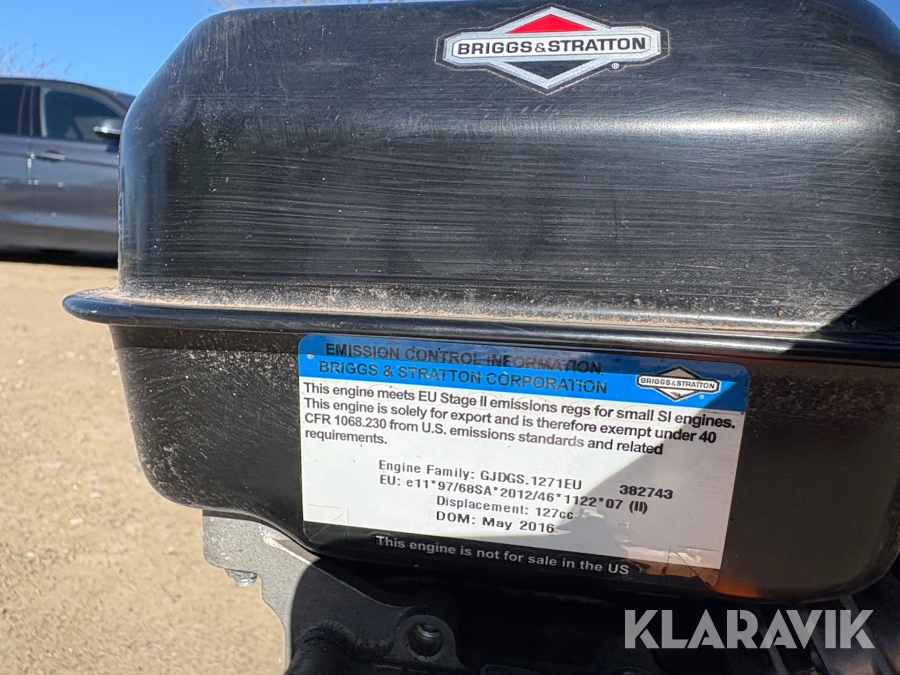 BRIGGS & STRATTON
®
EMISSION CONTROL INFORMATION
BRIGGS & STRATTON CORPORATION
BRIGGS&STRATTON
®
This engine meets EU Stage II emissions regs for small SI engines.
This engine is solely for export and is therefore exempt under 40
CFR 1068.230 from U.S. emissions standards and related
requirements.
Engine Family: GJDGS.1271EU 382743
EU: e11*97/68SA*2012/46*1122*07 (II)
Displacement: 127cc
DOM: May 2016
This engine is not for sale in the US
KLARAVIK